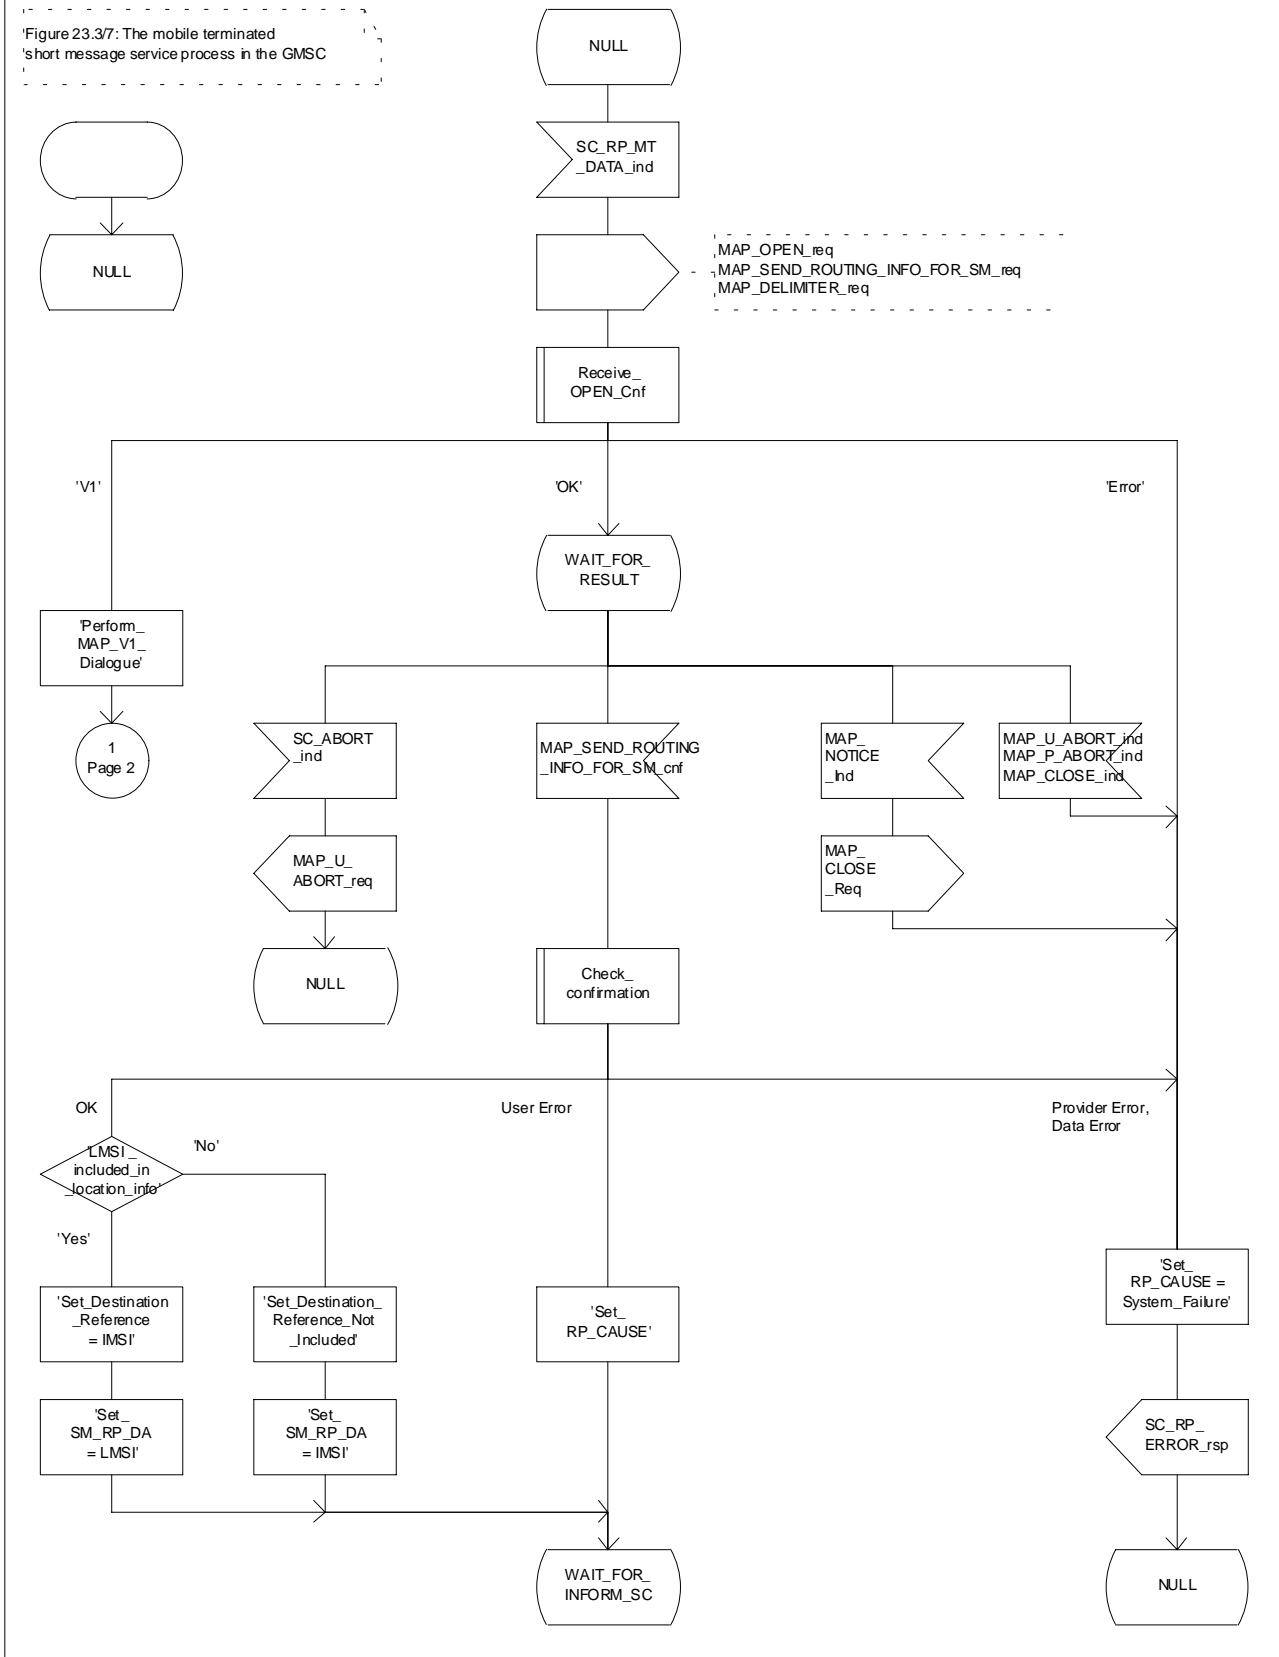 'Figure 23.3/7: The mobile terminated
'short message service process in the GMSC
NULL
SC_RP_MT
_DATA_ind
NULL
MAP_OPEN_req
MAP_SEND_ROUTING_INFO_FOR_SM_req
MAP_DELIMITER_req
Receive_
OPEN_Cnf
'V1'
'OK'
'Error'
WAIT_FOR_
RESULT
'Perform_
MAP_V1_
Dialogue'
1
Page 2
SC_ABORT
_ind
MAP_SEND_ROUTING
_INFO_FOR_SM_cnf
MAP_
NOTICE
_Ind
MAP_U_ABORT_ind
MAP_P_ABORT_ind
MAP_CLOSE_ind
MAP_U_
ABORT_req
MAP_
CLOSE
_Req
NULL
Check_
confirmation
OK
User Error
Provider Error,
Data Error
'LMSI_
included_in
_location_info'
'No'
'Yes'
'Set_Destination
_Reference
= IMSI'
'Set_Destination_
Reference_Not
_Included'
'Set_
RP_CAUSE'
'Set_
RP_CAUSE =
System_Failure'
'Set_
SM_RP_DA
= LMSI'
'Set_
SM_RP_DA
= IMSI'
SC_RP_
ERROR_rsp
WAIT_FOR_
INFORM_SC
NULL